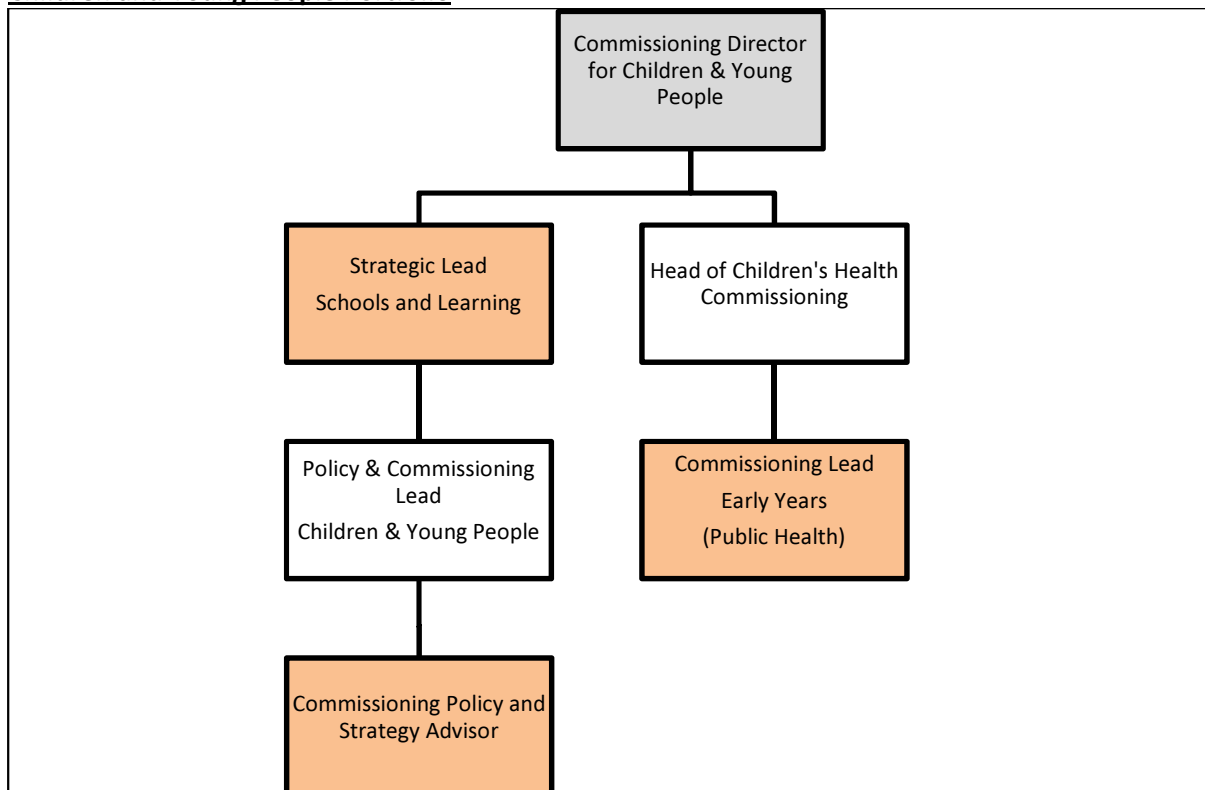 Commissioning Director
for Children & Young
People
Strategic Lead
Schools and Learning
Head of Children's Health
Commissioning
Policy & Commissioning
Lead
Children & Young People
Commissioning Lead
Early Years
(Public Health)
Commissioning Policy and
Strategy Advisor